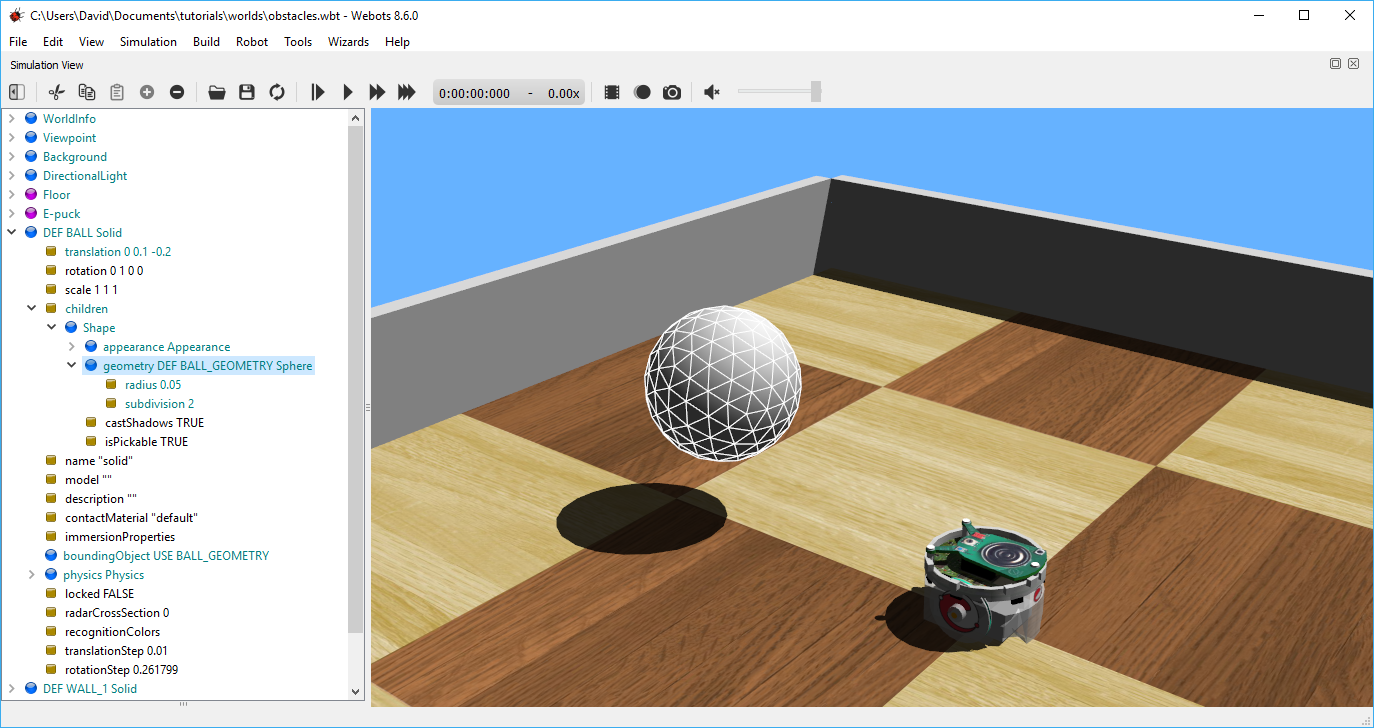 C:\Users\David\Documents\tutorials\worlds\obstacles.wbt - Webots 8.6.0
File Edit View Simulation Build Robot Tools Wizards Help
Simulation View
0:00:00:000 - 0.00x
WorldInfo
Viewpoint
Background
DirectionalLight
Floor
E-puck
DEF BALL Solid
translation 0 0.1 -0.2
rotation 0 1 0 0
scale 1 1 1
children
Shape
appearance Appearance
geometry DEF BALL_GEOMETRY Sphere
radius 0.05
subdivision 2
castShadows TRUE
isPickable TRUE
name "solid"
model ""
description ""
contactMaterial "default"
immersionProperties
boundingObject USE BALL_GEOMETRY
physics Physics
locked FALSE
radarCrossSection 0
recognitionColors
translationStep 0.01
rotationStep 0.261799
DEF WALL_1 Solid